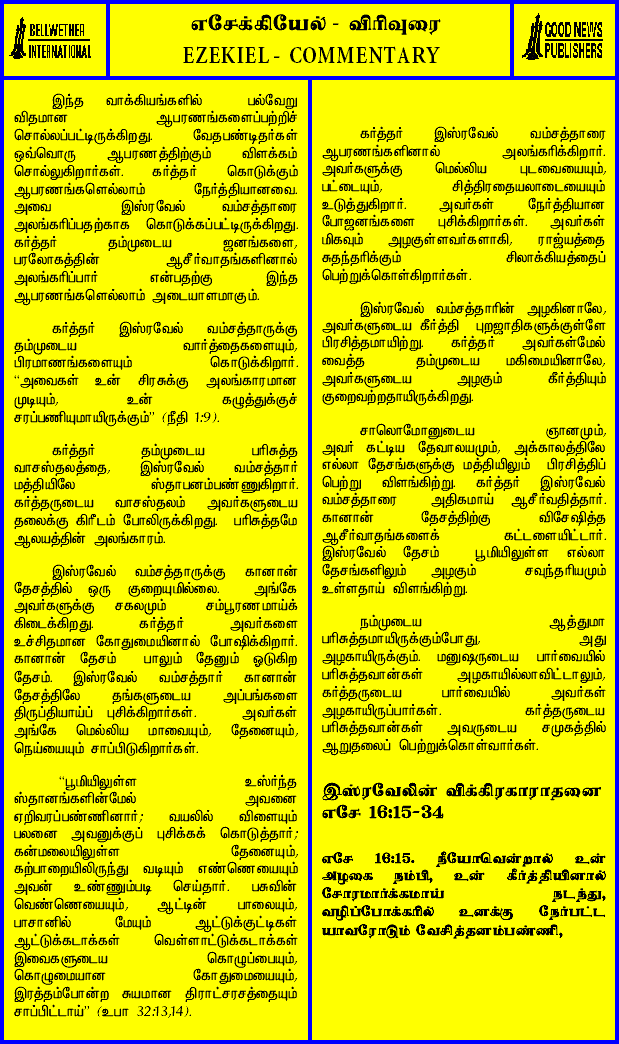 BELLWETHER
INTERNATIONAL
எசேக்கியேல் - விரிவுரை
EZEKIEL - COMMENTARY
GOOD NEWS
PUBLISHERS
இந்த வாக்கியங்களில் பல்வேறு
விதமான ஆபரணங்களைப்பற்றிச்
சொல்லப்பட்டிருக்கிறது. வேதபண்டிதர்கள்
ஒவ்வொரு ஆபரணத்திற்கும் விளக்கம்
சொல்லுகிறார்கள். கர்த்தர் கொடுக்கும்
ஆபரணங்களெல்லாம் நேர்த்தியானவை.
அவை இஸ்ரவேல் வம்சத்தாரை
அலங்கரிப்பதற்காக கொடுக்கப்பட்டிருக்கிறது.
கர்த்தர் தம்முடைய ஜனங்களை,
பரலோகத்தின் ஆசீர்வாதங்களினால்
அலங்கரிப்பார் என்பதற்கு இந்த
ஆபரணங்களெல்லாம் அடையாளமாகும்.
கர்த்தர் இஸ்ரவேல் வம்சத்தாருக்கு
தம்முடைய வார்த்தைகளையும்,
பிரமாணங்களையும் கொடுக்கிறார்.
“அவைகள் உன் சிரசுக்கு அலங்காரமான
முடியும், உன் கழுத்துக்குச்
சரப்பணியுமாயிருக்கும்” (நீதி 1:9).
கர்த்தர் தம்முடைய பரிசுத்த
வாசஸ்தலத்தை, இஸ்ரவேல் வம்சத்தார்
மத்தியிலே ஸ்தாபனம்பண்ணுகிறார்.
கர்த்தருடைய வாசஸ்தலம் அவர்களுடைய
தலைக்கு கிரீடம் போலிருக்கிறது. பரிசுத்தமே
ஆலயத்தின் அலங்காரம்.
இஸ்ரவேல் வம்சத்தாருக்கு கானான்
தேசத்தில் ஒரு குறையுமில்லை. அங்கே
அவர்களுக்கு சகலமும் சம்பூரணமாய்க்
கிடைக்கிறது. கர்த்தர் அவர்களை
உச்சிதமான கோதுமையினால் போஷிக்கிறார்.
கானான் தேசம் பாலும் தேனும் ஓடுகிற
தேசம். இஸ்ரவேல் வம்சத்தார் கானான்
தேசத்திலே தங்களுடைய அப்பங்களை
திருப்தியாய்ப் புசிக்கிறார்கள். அவர்கள்
அங்கே மெல்லிய மாவையும், தேனையும்,
நெய்யையும் சாப்பிடுகிறார்கள்.
“பூமியிலுள்ள உயர்ந்த
ஸ்தானங்களின்மேல் அவனை
ஏறிவரப்பண்ணினார்; வயலில் விளையும்
பலனை அவனுக்குப் புசிக்கக் கொடுத்தார்;
கன்மலையிலுள்ள தேனையும்,
கற்பாறையிலிருந்து வடியும் எண்ணெயையும்
அவன் உண்ணும்படி செய்தார். பசுவின்
வெண்ணெயையும், ஆட்டின் பாலையும்,
பாசானில் மேயும் ஆட்டுக்குட்டிகள்
ஆட்டுக்கடாக்கள் வெள்ளாட்டுக்கடாக்கள்
இவைகளுடைய கொழுப்பையும்,
கொழுமையான கோதுமையையும்,
இரத்தம்போன்ற சுயமான திராட்சரசத்தையும்
சாப்பிட்டாய்” (உபா 32:13,14).
கர்த்தர் இஸ்ரவேல் வம்சத்தாரை
ஆபரணங்களினால் அலங்கரிக்கிறார்.
அவர்களுக்கு மெல்லிய புடவையையும்,
பட்டையும், சித்திரதையலாடையையும்
உடுத்துகிறார். அவர்கள் நேர்த்தியான
போஜனங்களை புசிக்கிறார்கள். அவர்கள்
மிகவும் அழகுள்ளவர்களாகி, ராஜ்யத்தை
சுதந்தரிக்கும் சிலாக்கியத்தைப்
பெற்றுக்கொள்கிறார்கள்.
இஸ்ரவேல் வம்சத்தாரின் அழகினாலே,
அவர்களுடைய கீர்த்தி புறஜாதிகளுக்குள்ளே
பிரசித்தமாயிற்று. கர்த்தர் அவர்கள்மேல்
வைத்த தம்முடைய மகிமையினாலே,
அவர்களுடைய அழகும் கீர்த்தியும்
குறைவற்றதாயிருக்கிறது.
சாலொமோனுடைய ஞானமும்,
அவர் கட்டிய தேவாலயமும், அக்காலத்திலே
எல்லா தேசங்களுக்கு மத்தியிலும் பிரசித்திப்
பெற்று விளங்கிற்று. கர்த்தர் இஸ்ரவேல்
வம்சத்தாரை அதிகமாய் ஆசீர்வதித்தார்.
கானான் தேசத்திற்கு விசேஷித்த
ஆசீர்வாதங்களைக் கட்டளையிட்டார்.
இஸ்ரவேல் தேசம் பூமியிலுள்ள எல்லா
தேசங்களிலும் அழகும் சவுந்தரியமும்
உள்ளதாய் விளங்கிற்று.
நம்முடைய ஆத்துமா
பரிசுத்தமாயிருக்கும்போது, அது
அழகாயிருக்கும். மனுஷருடைய பார்வையில்
பரிசுத்தவான்கள் அழகாயில்லாவிட்டாலும்,
கர்த்தருடைய பார்வையில் அவர்கள்
அழகாயிருப்பார்கள். கர்த்தருடைய
பரிசுத்தவான்கள் அவருடைய சமுகத்தில்
ஆறுதலைப் பெற்றுக்கொள்வார்கள்.
இஸ்ரவேலின் விக்கிரகாராதனை
எசே 16:15-34
எசே 16:15. நீயோவென்றால் உன்
அழகை நம்பி, உன் கீர்த்தியினால்
சோரமார்க்கமாய் நடந்து,
வழிப்போக்கரில் உனக்கு நேர்பட்ட
யாவரோடும் வேசித்தனம்பண்ணி,